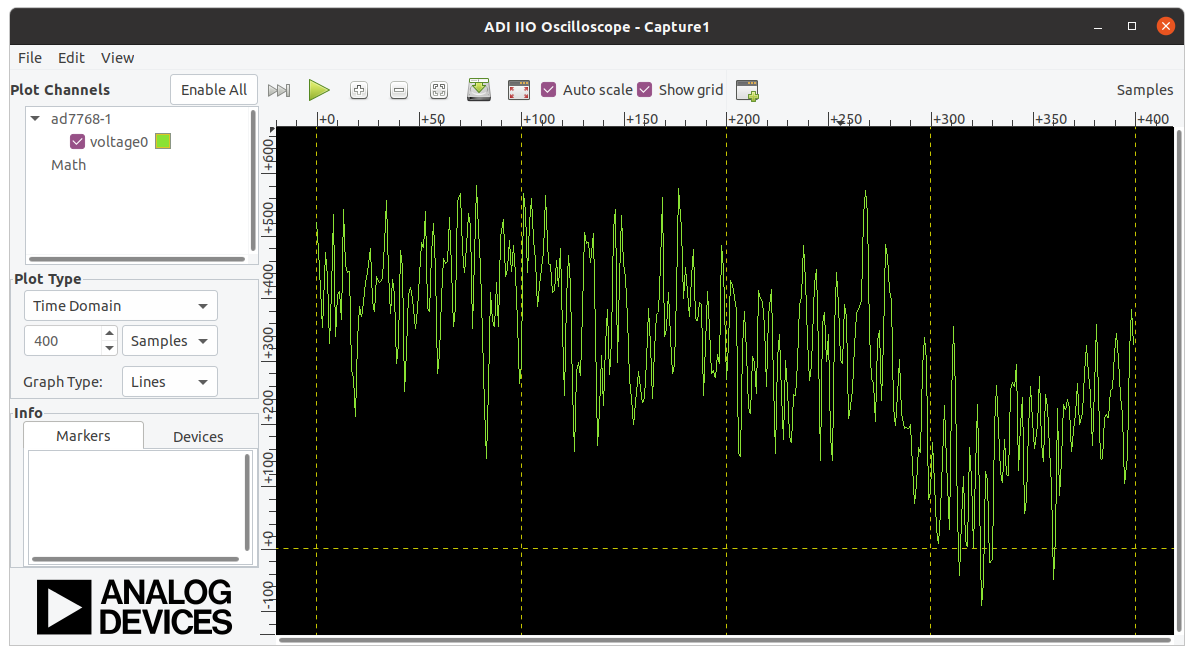 ADI IIO Oscilloscope - Capture1
File Edit View
Plot Channels Enable All Auto scale Show grid Samples
ad7768-1
voltage0
Math
+0 +50 +100 +150 +200 +250 +300 +350 +400
+600
+500
+400
+300
+200
+100
+0
-100
Plot Type
Time Domain
400 Samples
Graph Type: Lines
Info
Markers Devices
ANALOG
DEVICES